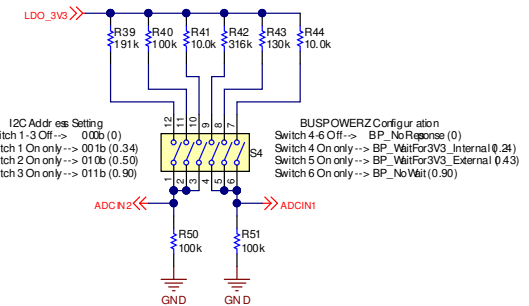 LDO_3V3
R39
191k
R40
100k
R41
10.0k
R42
316k
R43
130k
R44
10.0k
12
11
10
9
8
7
I2C Address Setting
itch 1-3 Off--> 000b (0)
itch 1 On only --> 001b (0.34)
itch 2 On only --> 010b (0.50)
itch 3 On only --> 011b (0.90)
S4
BUSPOWERZ Configuration
Switch 4-6 Off--> BP_NoResponse (0)
Switch 4 On only --> BP_WaitFor3V3_Internal (0.24)
Switch 5 On only --> BP_WaitFor3V3_External (0.43)
Switch 6 On only --> BP_NoWait (0.90)
1
2
3
4
5
6
ADCIN2
ADCIN1
R50
100k
R51
100k
GND
GND